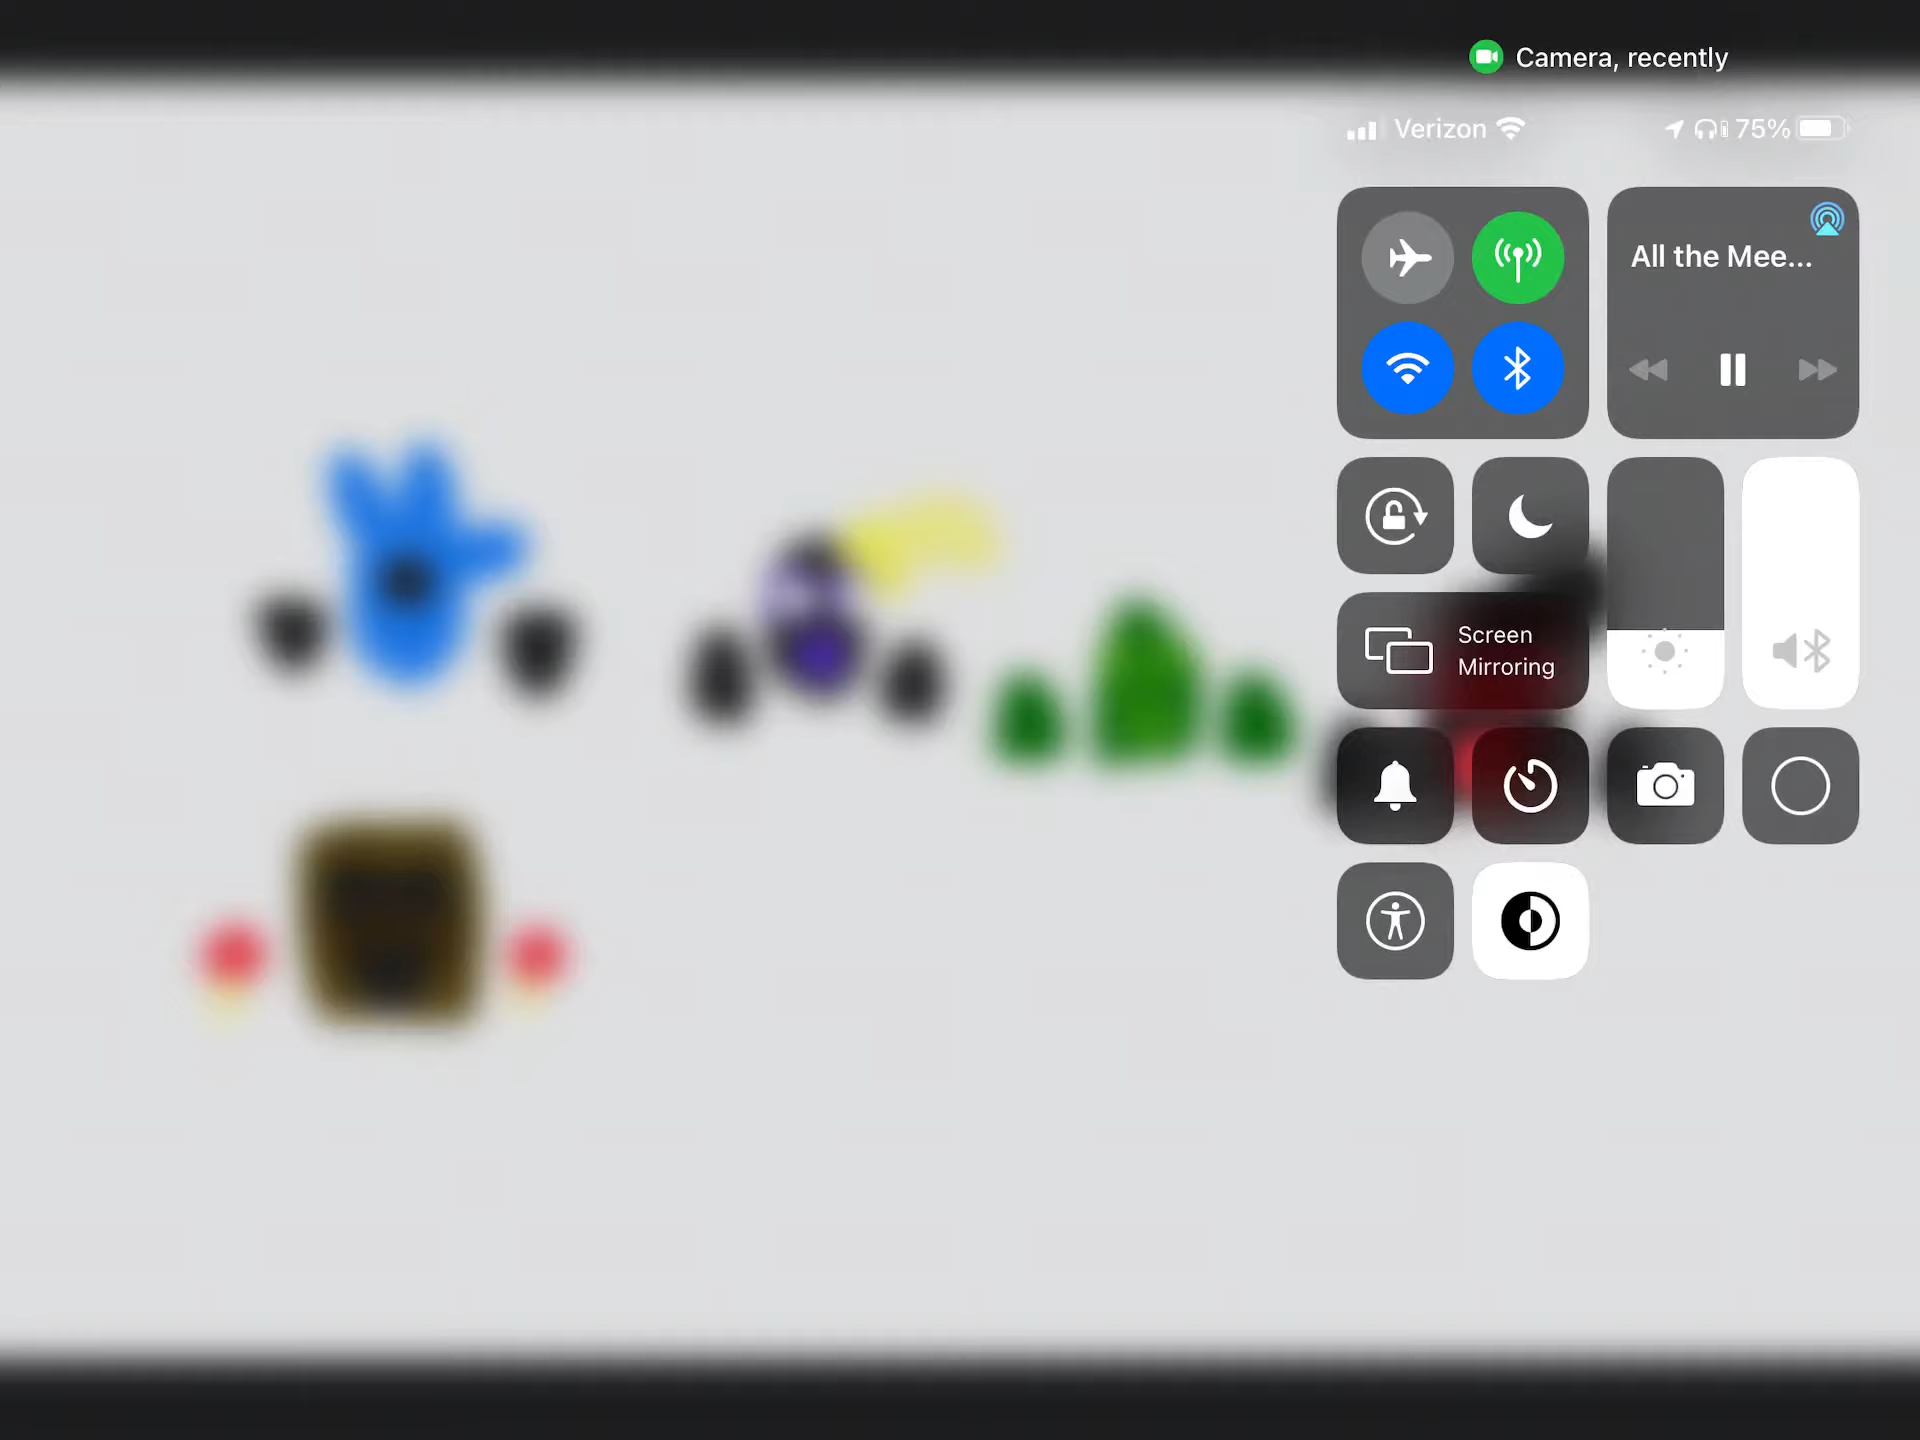 Camera, recently
Verizon 75%
All the Mee...
Screen
Mirroring